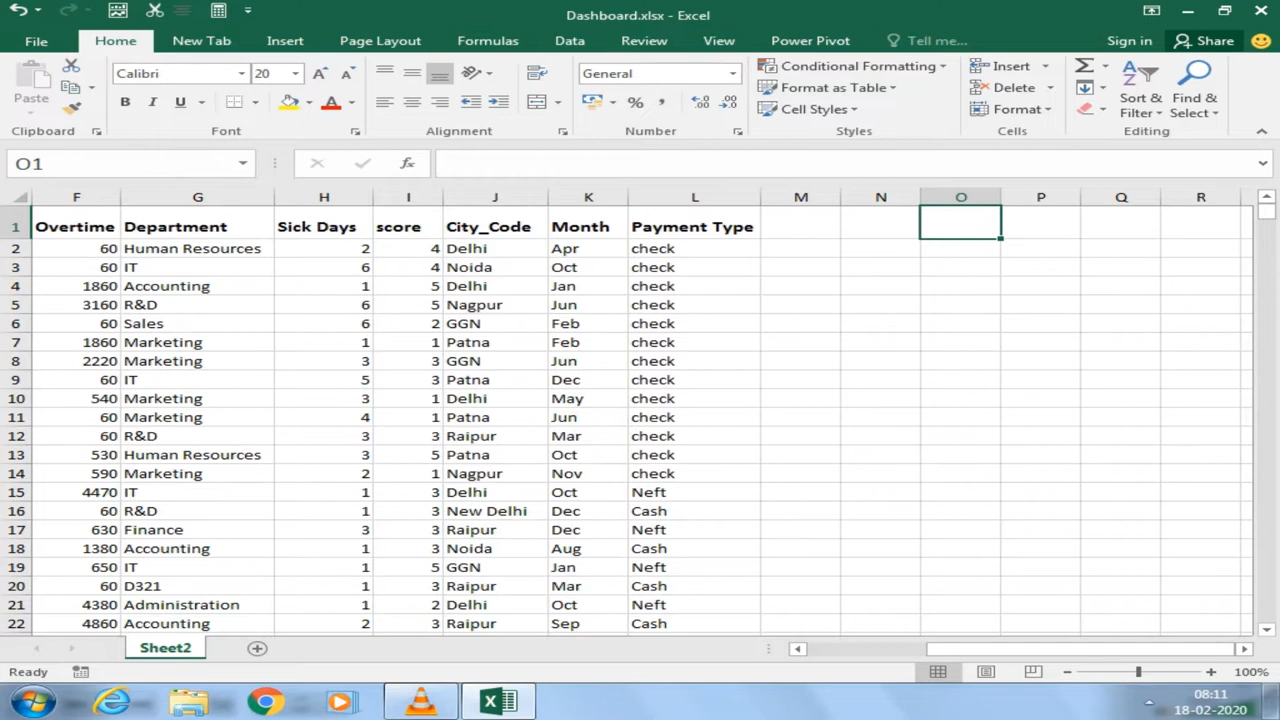 Dashboard.xlsx - Excel
File Home New Tab Insert Page Layout Formulas Data Review View Power Pivot Tell me... Sign in Share
Paste Calibri 20 General Conditional Formatting Insert
B I U % , Format as Table Delete Sort & Find &
Cell Styles Format Filter Select
Clipboard Font Alignment Number Styles Cells Editing
O1 fx
F G H I J K L M N O P Q R
1 Overtime Department Sick Days score City_Code Month Payment Type
2 60 Human Resources 2 4 Delhi Apr check
3 60 IT 6 4 Noida Oct check
4 1860 Accounting 1 5 Delhi Jan check
5 3160 R&D 6 5 Nagpur Jun check
6 60 Sales 6 2 GGN Feb check
7 1860 Marketing 1 1 Patna Feb check
8 2220 Marketing 3 3 GGN Jun check
9 60 IT 5 3 Patna Dec check
10 540 Marketing 3 1 Delhi May check
11 60 Marketing 4 1 Patna Jun check
12 60 R&D 3 3 Raipur Mar check
13 530 Human Resources 3 5 Patna Oct check
14 590 Marketing 2 1 Nagpur Nov check
15 4470 IT 1 3 Delhi Oct Neft
16 60 R&D 1 3 New Delhi Dec Cash
17 630 Finance 3 3 Raipur Dec Neft
18 1380 Accounting 1 3 Noida Aug Cash
19 650 IT 1 5 GGN Jan Neft
20 60 D321 1 3 Raipur Mar Cash
21 4380 Administration 1 2 Delhi Oct Neft
22 4860 Accounting 2 3 Raipur Sep Cash
Sheet2
Ready 100%
08:11
18-02-2020